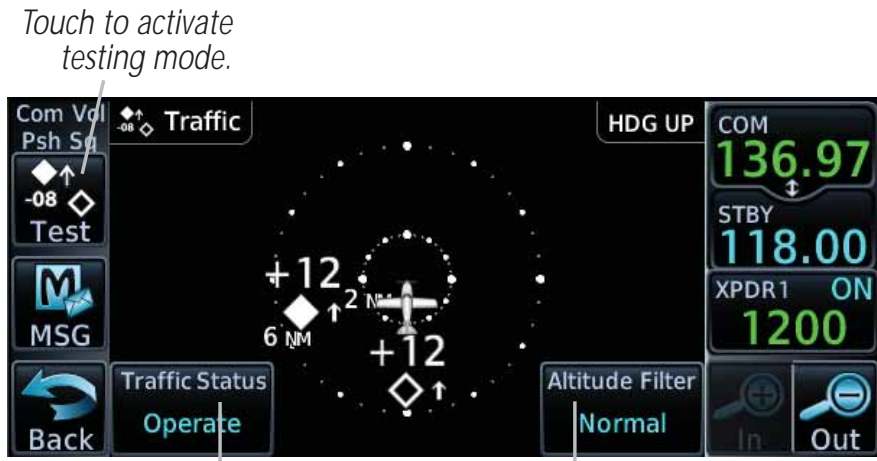 Touch to activate
testing mode.
Com Vol
Psh Sq
-08
Test
MSG
Back
-08 Traffic
HDG UP
+12
2 NM
6 NM
+12
Traffic Status
Operate
Altitude Filter
Normal
COM
136.97
STBY
118.00
XPDR1 ON
1200
In
Out